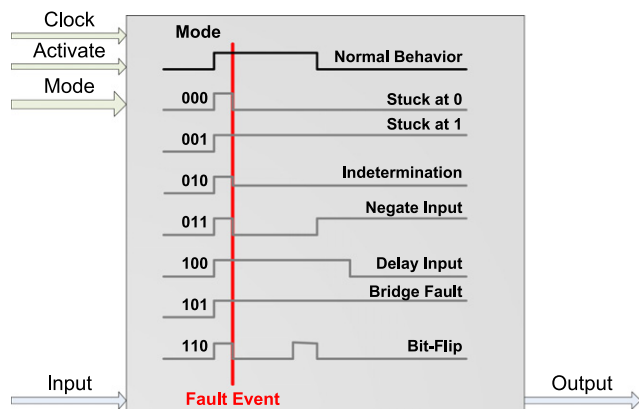 Clock
Activate
Mode
Mode
Normal Behavior
000 Stuck at 0
001 Stuck at 1
010 Indetermination
011 Negate Input
100 Delay Input
101 Bridge Fault
110 Bit-Flip
Input
Fault Event
Output